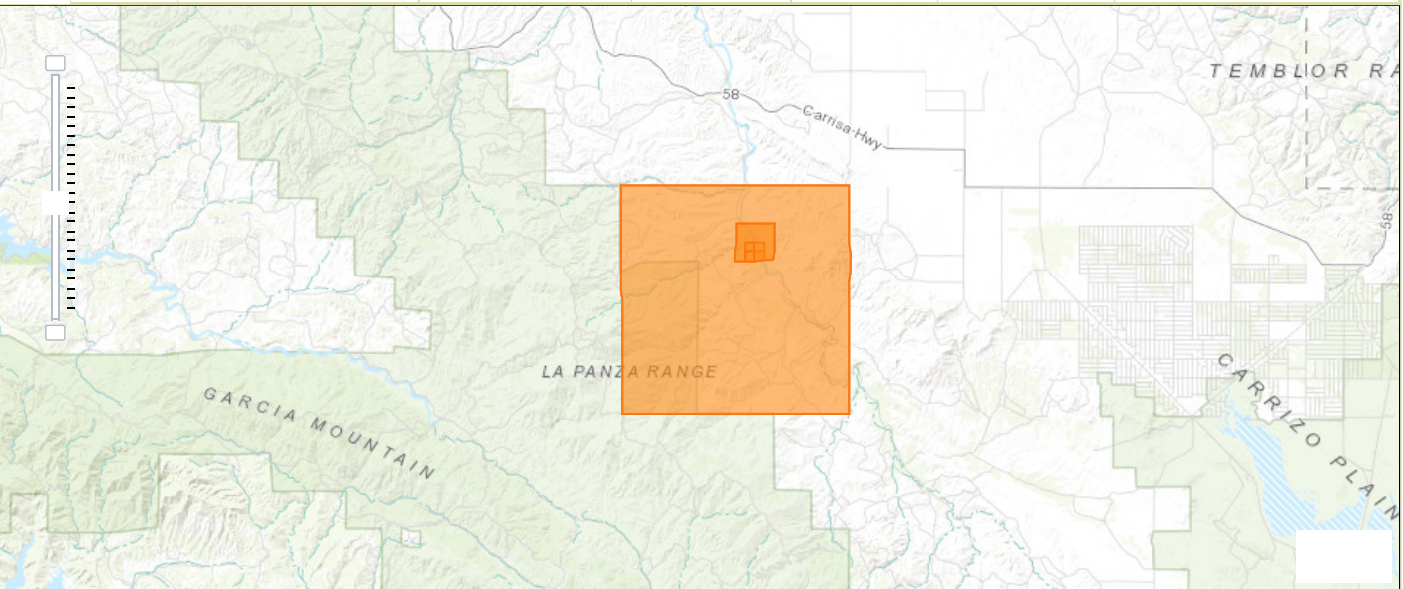 TEMBLOR RA
58
Carrisa Hwy
58
LA PANZA RANGE
GARCIA MOUNTAIN
CARRIZO PLAIN